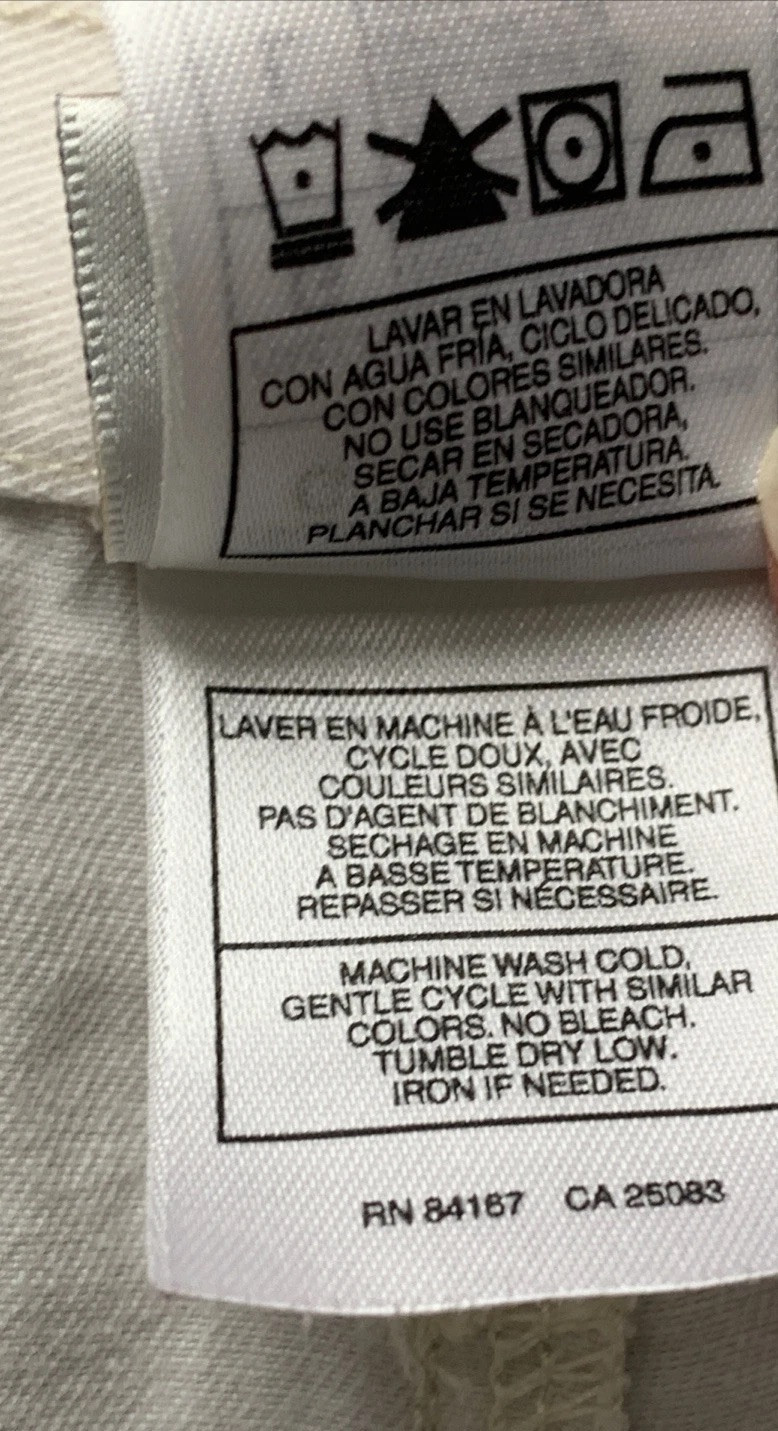 LAVAR EN LAVADORA
CON AGUA FRÍA, CICLO DELICADO,
CON COLORES SIMILARES.
NO USE BLANQUEADOR.
SECAR EN SECADORA,
A BAJA TEMPERATURA.
PLANCHAR SI SE NECESITA.
LAVER EN MACHINE À L'EAU FROIDE,
CYCLE DOUX, AVEC
COULEURS SIMILAIRES.
PAS D'AGENT DE BLANCHIMENT.
SECHAGE EN MACHINE
A BASSE TEMPERATURE.
REPASSER SI NÉCESSAIRE.
MACHINE WASH COLD,
GENTLE CYCLE WITH SIMILAR
COLORS. NO BLEACH.
TUMBLE DRY LOW.
IRON IF NEEDED.
RN 84167 CA 25083